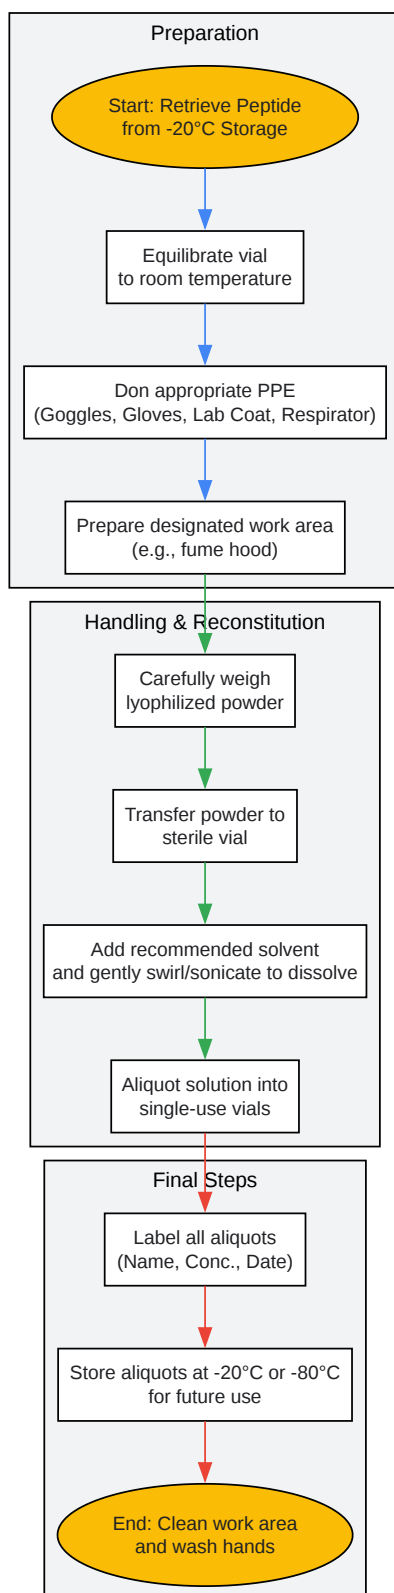 Preparation
Start: Retrieve Peptide
from -20°C Storage
Equilibrate vial
to room temperature
Don appropriate PPE
(Goggles, Gloves, Lab Coat, Respirator)
Prepare designated work area
(e.g., fume hood)
Handling & Reconstitution
Carefully weigh
lyophilized powder
Transfer powder to
sterile vial
Add recommended solvent
and gently swirl/sonicate to dissolve
Aliquot solution into
single-use vials
Final Steps
Label all aliquots
(Name, Conc., Date)
Store aliquots at -20°C or -80°C
for future use
End: Clean work area
and wash hands